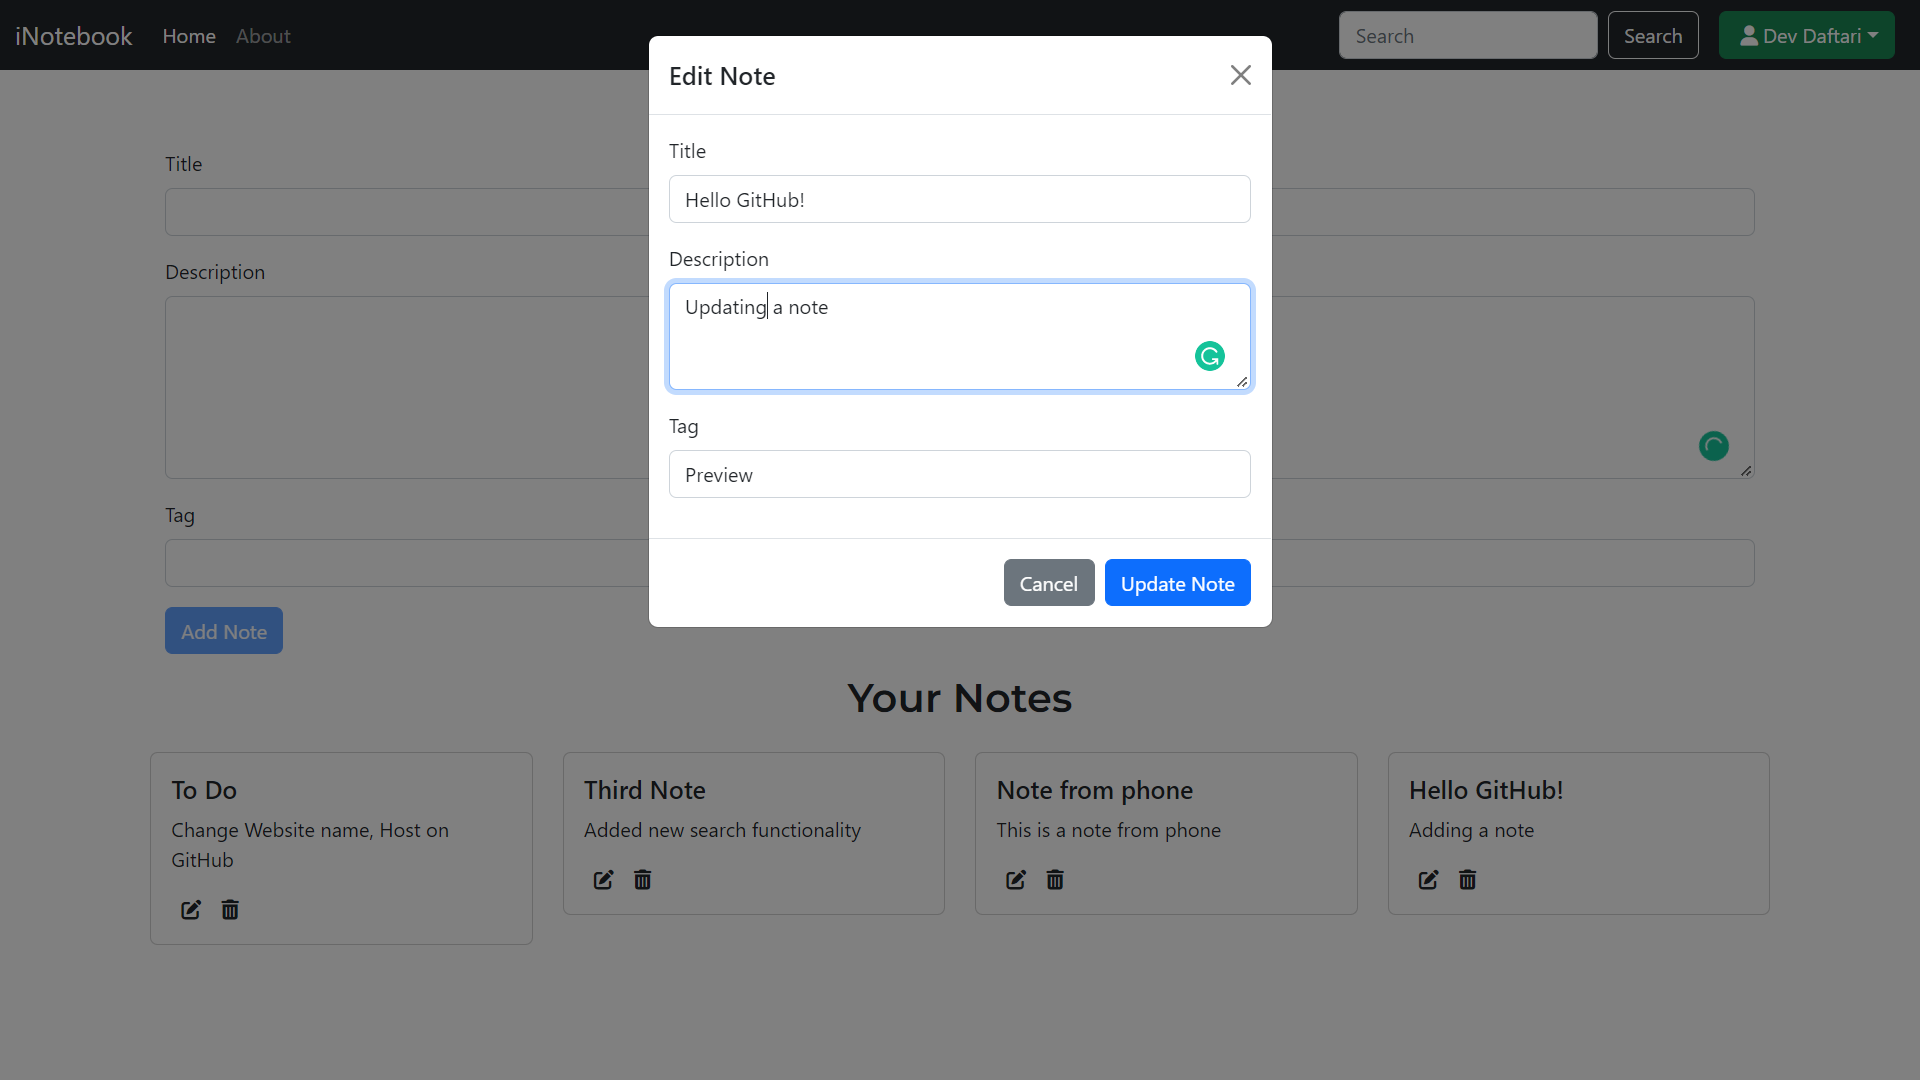 iNotebook Home About Search Search Dev Daftari
Edit Note
Title
Hello GitHub!
Description
Updating a note
Tag
Preview
Cancel Update Note
Title
Description
Tag
Add Note
Your Notes
To Do
Change Website name, Host on
GitHub
Third Note
Added new search functionality
Note from phone
This is a note from phone
Hello GitHub!
Adding a note